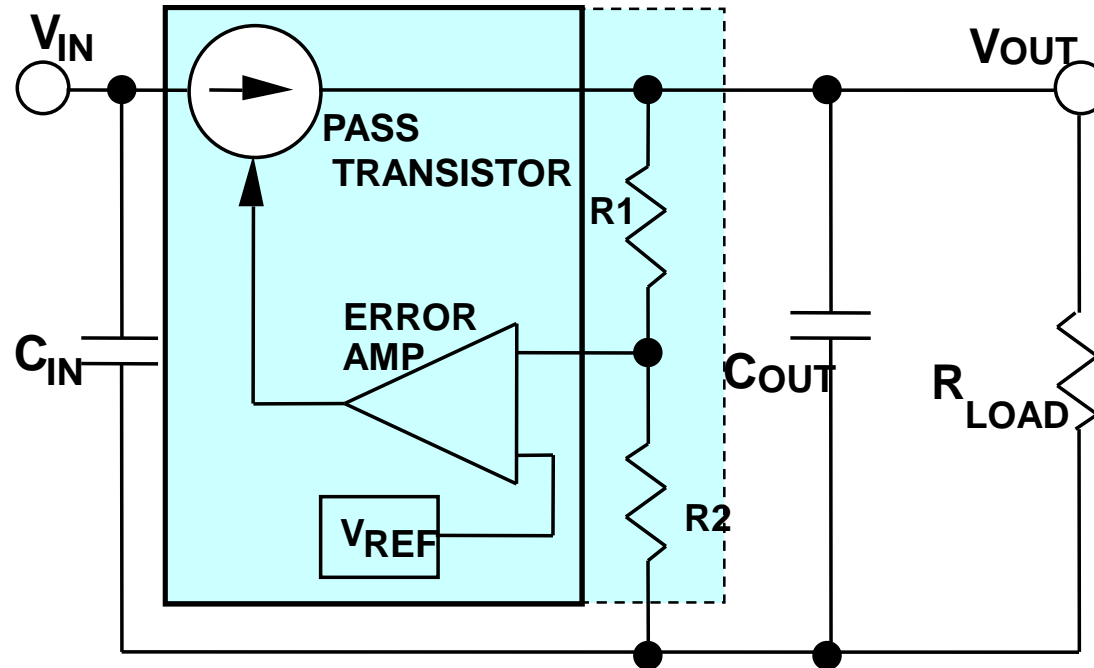 VIN
VOUT
PASS
TRANSISTOR
R1
ERROR
AMP
CIN
COUT
RLOAD
R2
VREF